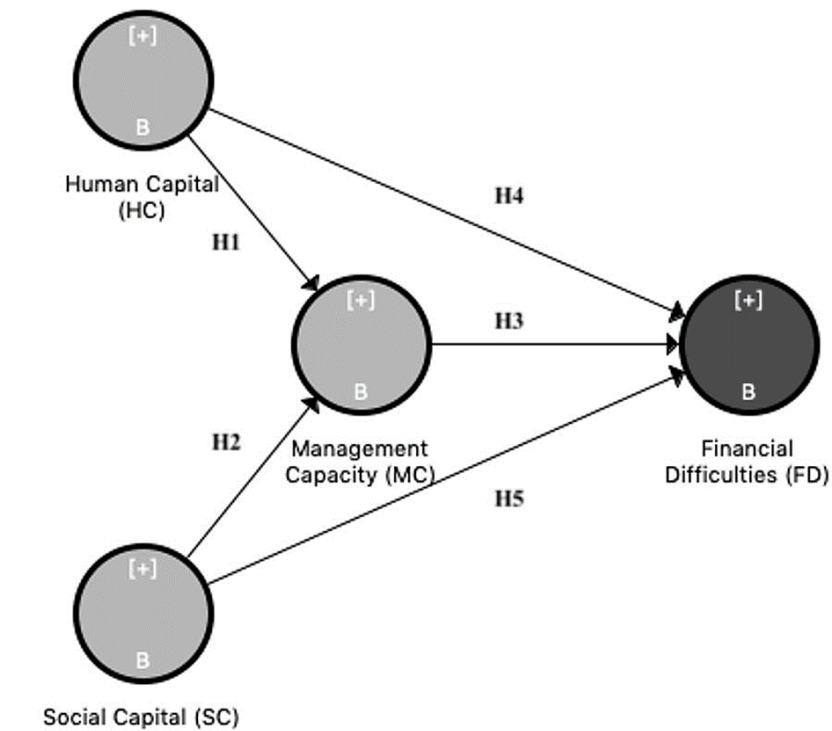 [+]
B
Human Capital
(HC)
H4
H1
[+]
B
Management
Capacity (MC)
H3
[+]
B
Financial
Difficulties (FD)
H2
H5
[+]
B
Social Capital (SC)